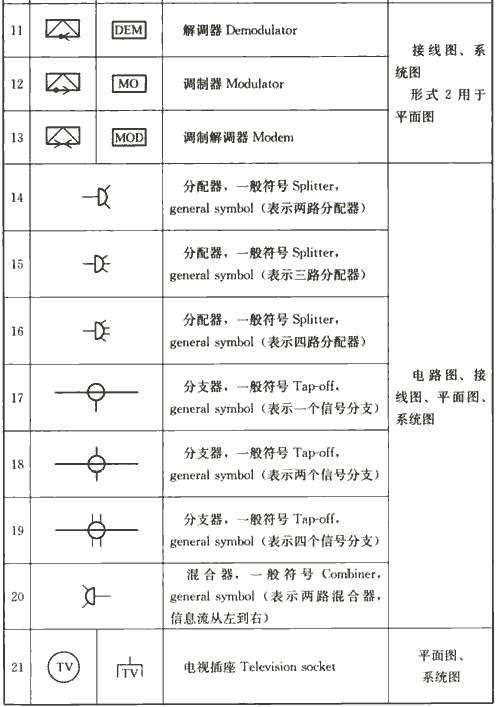 11 DEM 解调器 Demodulator
接线图、系
统图
形式 2 用于
平面图
12 MO 调制器 Modulator
13 MOD 调制解调器 Modem
14 分配器，一般符号 Splitter，
general symbol（表示两路分配器）
15 分配器，一般符号 Splitter，
general symbol（表示三路分配器）
16 分配器，一般符号 Splitter，
general symbol（表示四路分配器）
电路图、接
线图、平面图、
系统图
17 分支器，一般符号 Tap-off，
general symbol（表示一个信号分支）
18 分支器，一般符号 Tap-off，
general symbol（表示两个信号分支）
19 分支器，一般符号 Tap-off，
general symbol（表示四个信号分支）
20 混合器，一般符号 Combiner，
general symbol（表示两路混合器，
信息流从左到右）
21 TV TV 电视插座 Television socket
平面图、
系统图